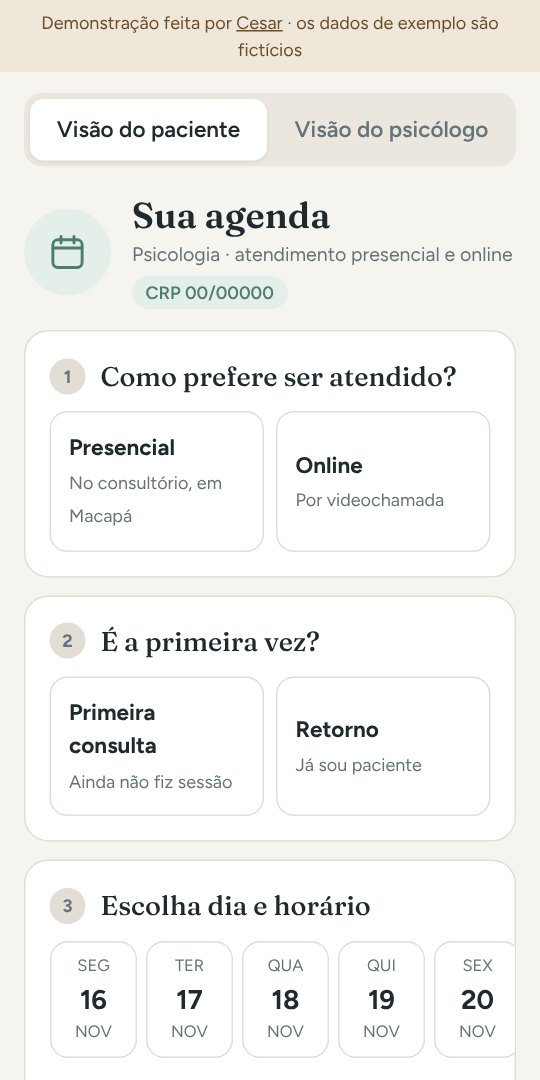 Demonstração feita por Cesar · os dados de exemplo são
fictícios
Visão do paciente
Visão do psicólogo
Sua agenda
Psicologia · atendimento presencial e online
CRP 00/00000
1 Como prefere ser atendido?
Presencial
No consultório, em
Macapá
Online
Por videochamada
2 É a primeira vez?
Primeira
consulta
Ainda não fiz sessão
Retorno
Já sou paciente
3 Escolha dia e horário
SEG TER QUA QUI SEX
16 17 18 19 20
NOV NOV NOV NOV NOV